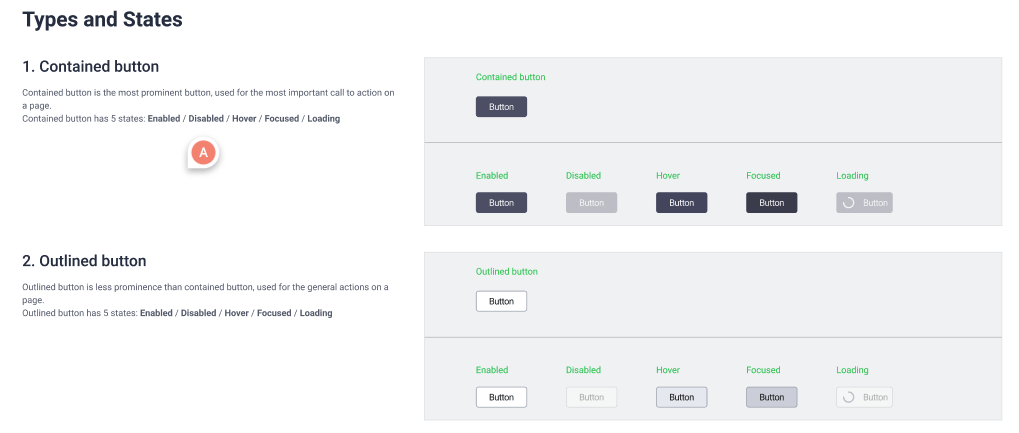 Types and States
1. Contained button
Contained button is the most prominent button, used for the most important call to action on
a page.
Contained button has 5 states: Enabled / Disabled / Hover / Focused / Loading
A
Contained button
Button
Enabled Disabled Hover Focused Loading
Button Button Button Button Button
2. Outlined button
Outlined button is less prominence than contained button, used for the general actions on a
page.
Outlined button has 5 states: Enabled / Disabled / Hover / Focused / Loading
Outlined button
Button
Enabled Disabled Hover Focused Loading
Button Button Button Button Button